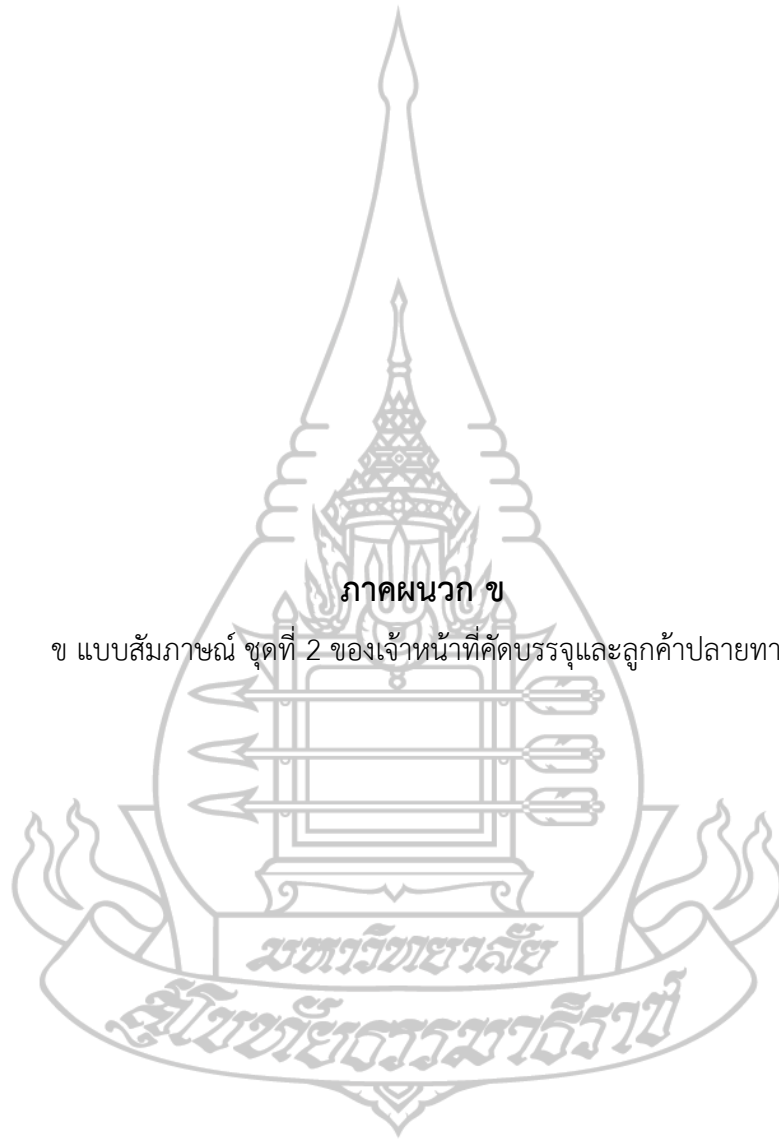 ภาคผนวก ข
ข แบบสัมภาษณ์ ชุดที่ 2 ของเจ้าหน้าที่คัดบรรจุและลูกค้าปลายทา
มหาวิทยาลัย
สุโขทัยธรรมาธิราช